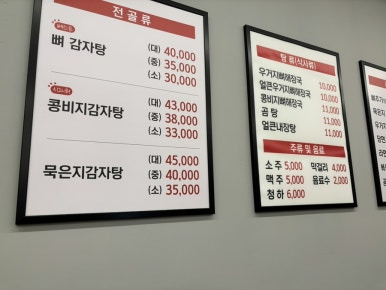 전골류
뼈 감자탕 (대) 40,000
(중) 35,000
(소) 30,000
콩비지감자탕 (대) 43,000
(중) 38,000
(소) 33,000
묵은지감자탕 (대) 45,000
(중) 40,000
(소) 35,000
탕 류(식사류)
우거지뼈해장국 10,000
얼큰우거지뼈해장국 10,000
콩비지뼈해장국 11,000
곰 탕 11,000
얼큰내장탕 11,000
주류 및 음료
소 주 5,000 막걸리 4,000
맥 주 5,000 음료수 2,000
청 하 6,000